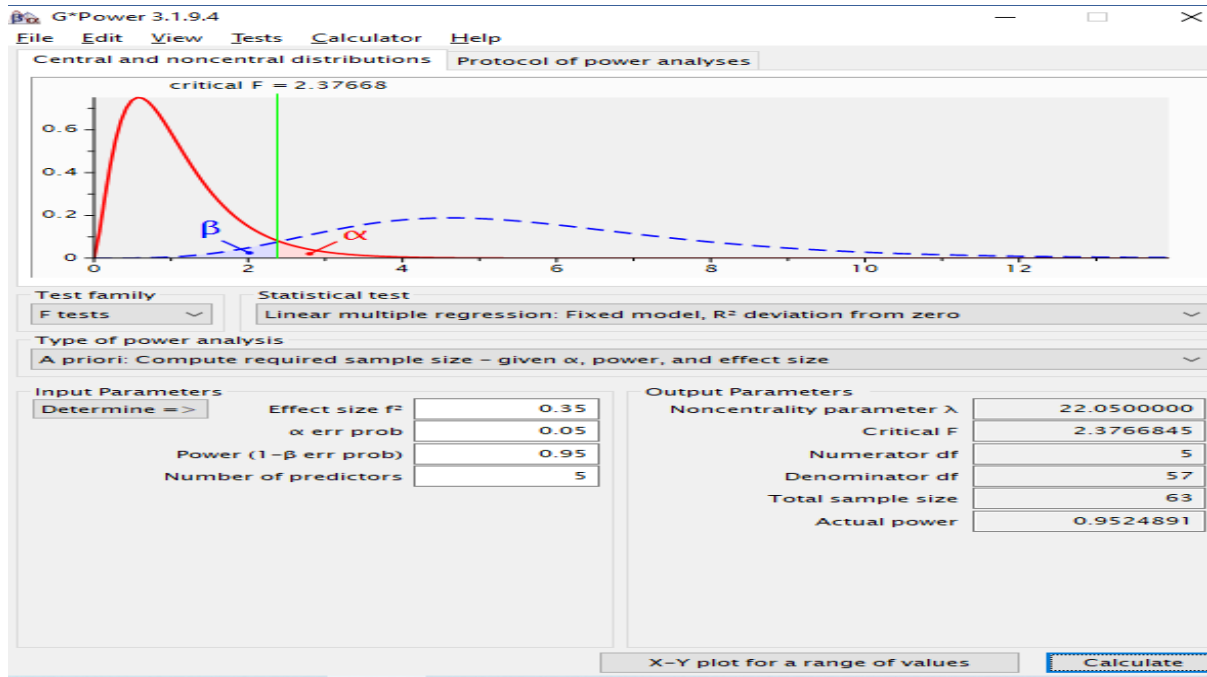 G*Power 3.1.9.4
File Edit View Tests Calculator Help
Central and noncentral distributions Protocol of power analyses
critical F = 2.37668
0.6
0.4
0.2
0
β α
0 2 4 6 8 10 12
Test family Statistical test
F tests Linear multiple regression: Fixed model, R² deviation from zero
Type of power analysis
A priori: Compute required sample size – given α, power, and effect size
Input Parameters Output Parameters
Determine => Effect size f² 0.35 Noncentrality parameter λ 22.0500000
α err prob 0.05 Critical F 2.3766845
Power (1-β err prob) 0.95 Numerator df 5
Number of predictors 5 Denominator df 57
Total sample size 63
Actual power 0.9524891
X-Y plot for a range of values Calculate